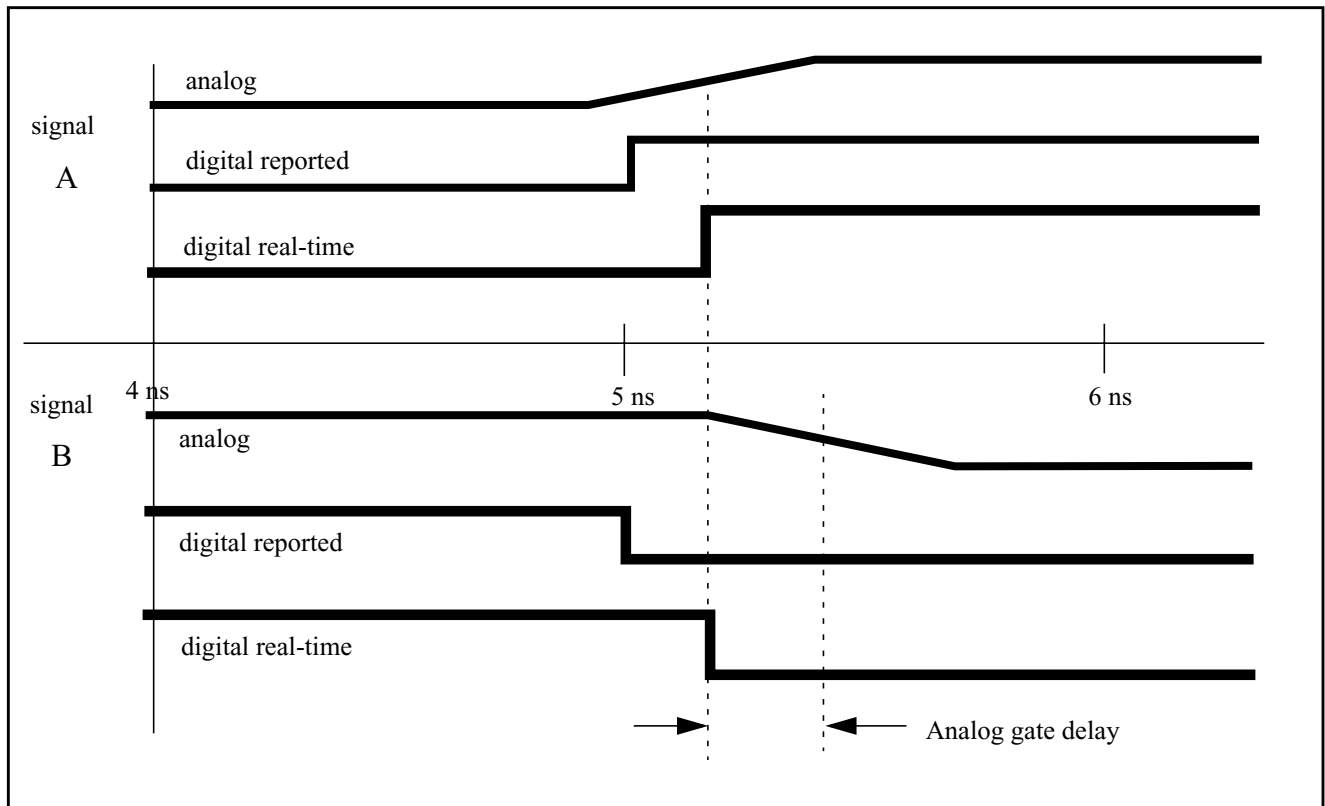 analog
signal
A
digital reported
digital real-time
4 ns
5 ns
6 ns
signal
B
analog
digital reported
digital real-time
Analog gate delay